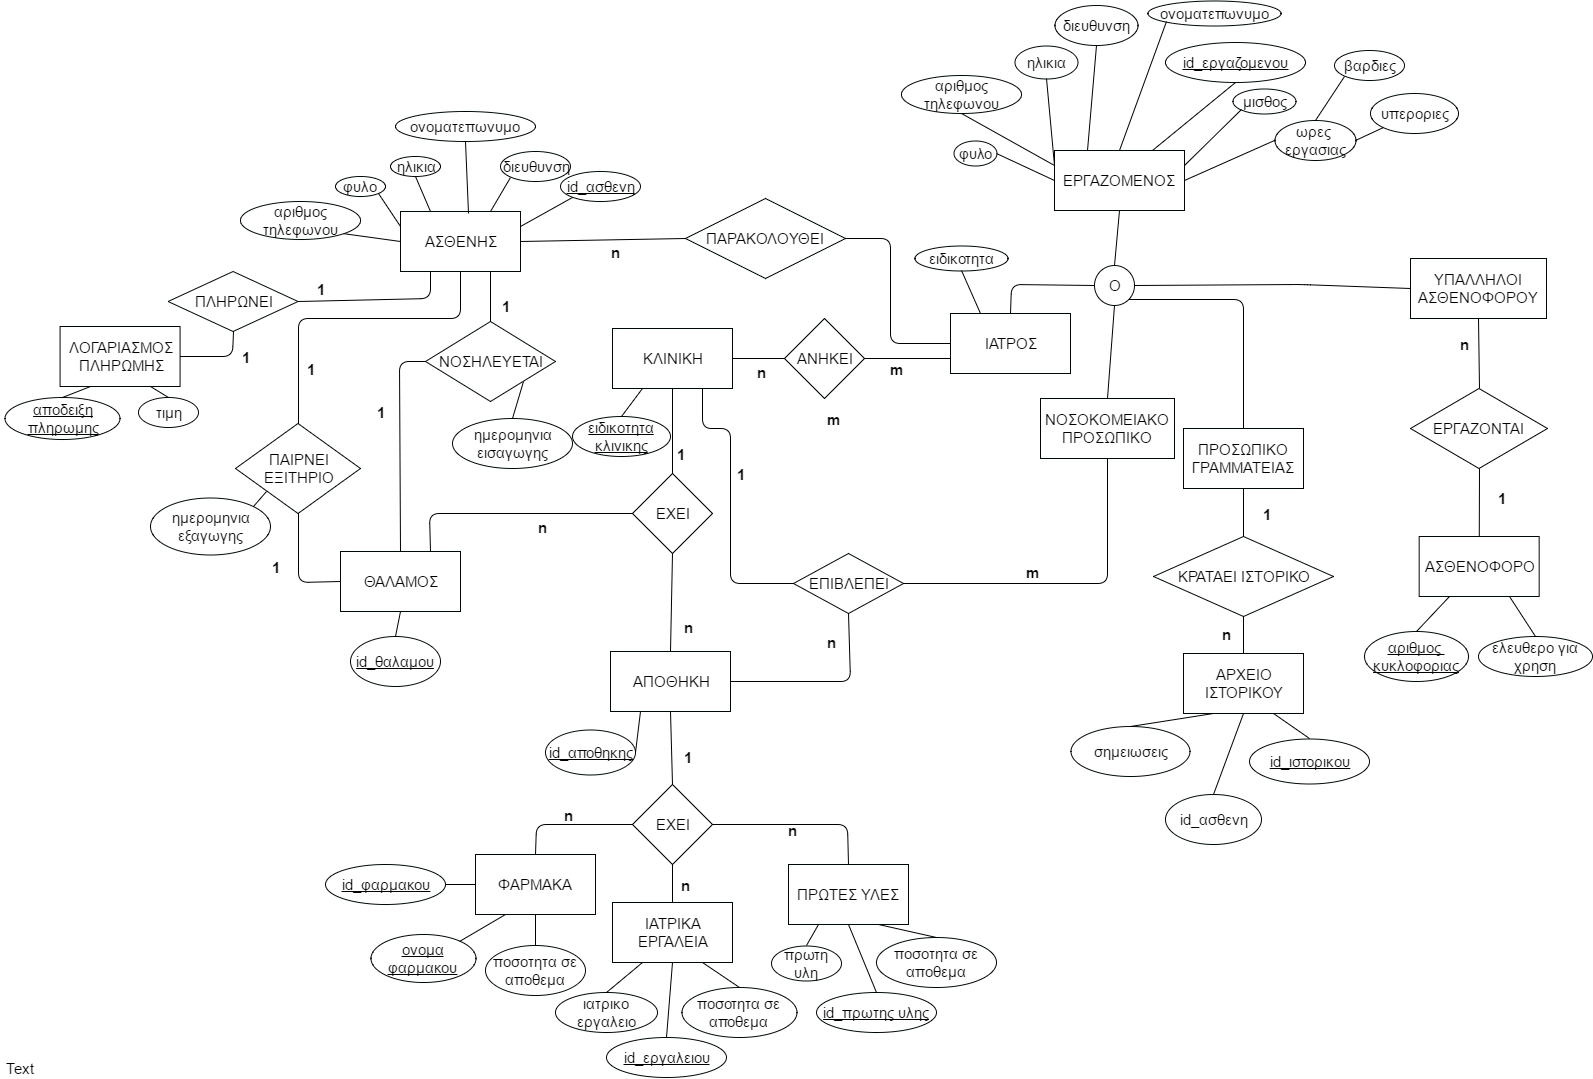 ονοματεπωνυμο
διευθυνση
ηλικια
id_εργαζομενου
βαρδιες
αριθμος
τηλεφωνου
μισθος
υπεροριες
ωρες
εργασιας
φυλο
ΕΡΓΑΖΟΜΕΝΟΣ
ονοματεπωνυμο
ηλικια
διευθυνση
φυλο
id_ασθενη
αριθμος
τηλεφωνου
ΑΣΘΕΝΗΣ
n
ΠΑΡΑΚΟΛΟΥΘΕΙ
ειδικοτητα
O
ΥΠΑΛΛΗΛΟΙ
ΑΣΘΕΝΟΦΟΡΟΥ
ΠΛΗΡΩΝΕΙ
1
1
ΛΟΓΑΡΙΑΣΜΟΣ
ΠΛΗΡΩΜΗΣ
1
αποδειξη
πληρωμης
τιμη
1
ΝΟΣΗΛΕΥΕΤΑΙ
1
ημερομηνια
εισαγωγης
ΚΛΙΝΙΚΗ
n
ΑΝΗΚΕΙ
m
ΙΑΤΡΟΣ
m
ειδικοτητα
κλινικης
ΝΟΣΟΚΟΜΕΙΑΚΟ
ΠΡΟΣΩΠΙΚΟ
ΠΡΟΣΩΠΙΚΟ
ΓΡΑΜΜΑΤΕΙΑΣ
n
ΕΡΓΑΖΟΝΤΑΙ
1
ΠΑΙΡΝΕΙ
ΕΞΙΤΗΡΙΟ
ημερομηνια
εξαγωγης
1
1
1
ΕΧΕΙ
n
1
ΘΑΛΑΜΟΣ
id_θαλαμου
ΕΠΙΒΛΕΠΕΙ
m
ΚΡΑΤΑΕΙ ΙΣΤΟΡΙΚΟ
ΑΣΘΕΝΟΦΟΡΟ
n
n
n
αριθμος
κυκλοφοριας
ελευθερο για
χρηση
ΑΠΟΘΗΚΗ
ΑΡΧΕΙΟ
ΙΣΤΟΡΙΚΟΥ
id_αποθηκης
1
σημειωσεις
id_ιστορικου
id_ασθενη
n
ΕΧΕΙ
n
n
id_φαρμακου
ΦΑΡΜΑΚΑ
ΠΡΩΤΕΣ ΥΛΕΣ
ΙΑΤΡΙΚΑ
ΕΡΓΑΛΕΙΑ
ονομα
φαρμακου
ποσοτητα σε
αποθεμα
πρωτη
υλη
ποσοτητα σε
αποθεμα
ιατρικο
εργαλειο
ποσοτητα σε
αποθεμα
id_πρωτης υλης
id_εργαλειου
Text